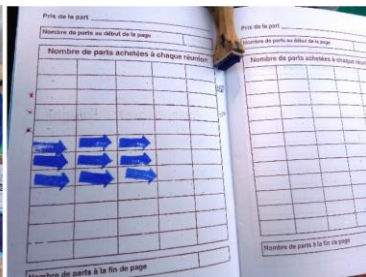 Prix de la part
Nombre de parts au début de la page
Nombre de parts achetées à chaque réunion
Nombre de parts à la fin de page
Prix de la part
Nombre de parts au début de la page
Nombre de parts achetées à chaque
Nombre de parts à la fin de page